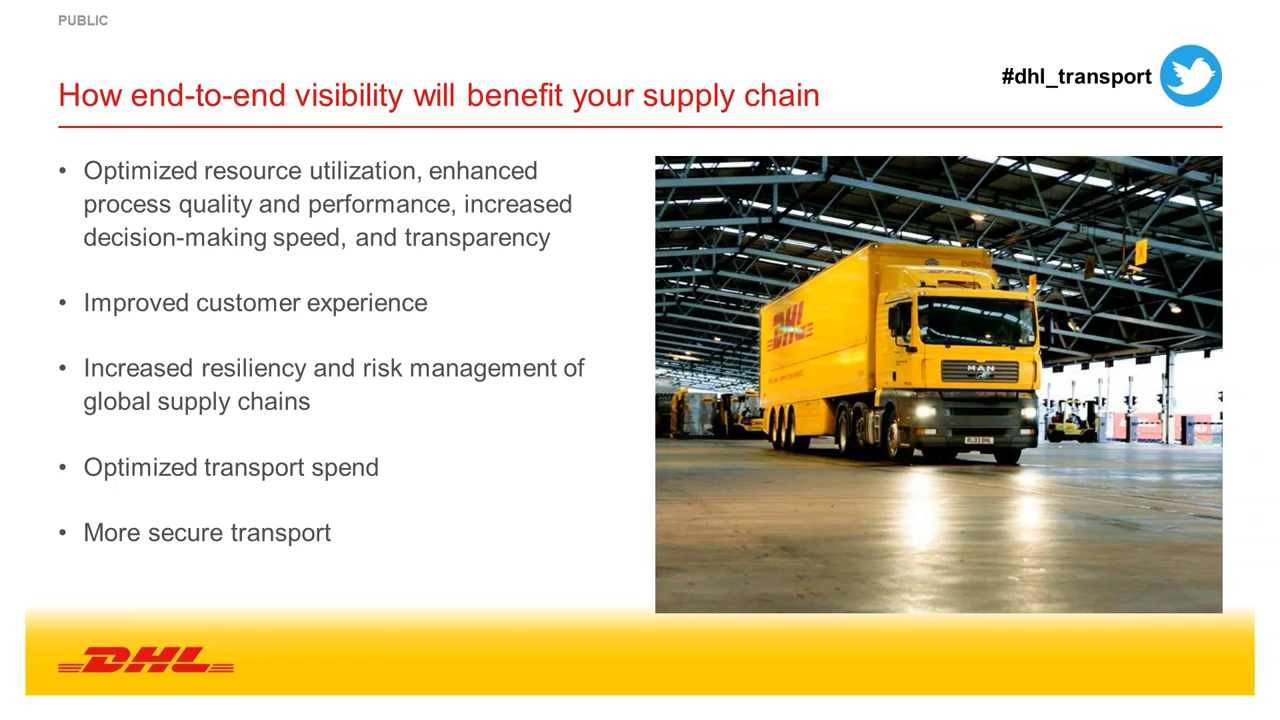 PUBLIC
#dhl_transport
How end-to-end visibility will benefit your supply chain
• Optimized resource utilization, enhanced
process quality and performance, increased
decision-making speed, and transparency
• Improved customer experience
• Increased resiliency and risk management of
global supply chains
• Optimized transport spend
• More secure transport
DHL
MAN
DHL